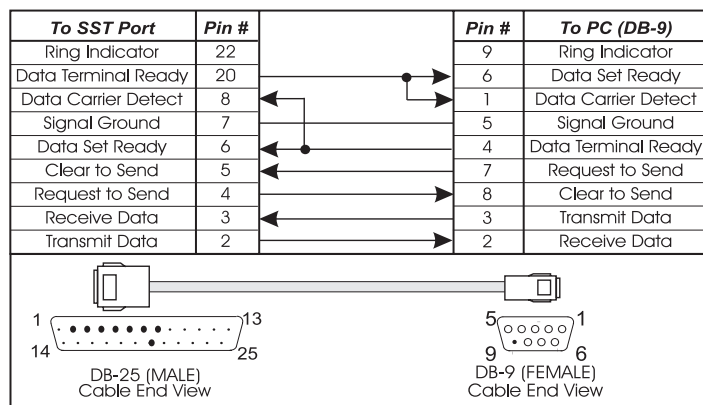 To SST Port Pin # Pin # To PC (DB-9)
Ring Indicator 22 9 Ring Indicator
Data Terminal Ready 20 6 Data Set Ready
Data Carrier Detect 8 1 Data Carrier Detect
Signal Ground 7 5 Signal Ground
Data Set Ready 6 4 Data Terminal Ready
Clear to Send 5 7 Request to Send
Request to Send 4 8 Clear to Send
Receive Data 3 3 Transmit Data
Transmit Data 2 2 Receive Data
1 13 5 1
14 25 9 6
DB-25 (MALE) DB-9 (FEMALE)
Cable End View Cable End View